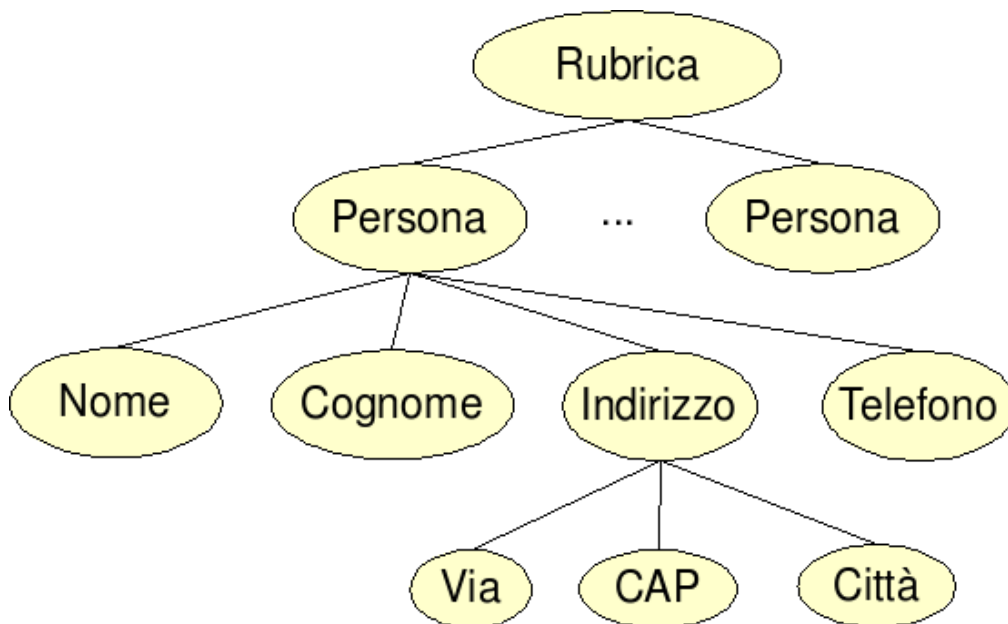 Rubrica
Persona ... Persona
Nome Cognome Indirizzo Telefono
Via CAP Città